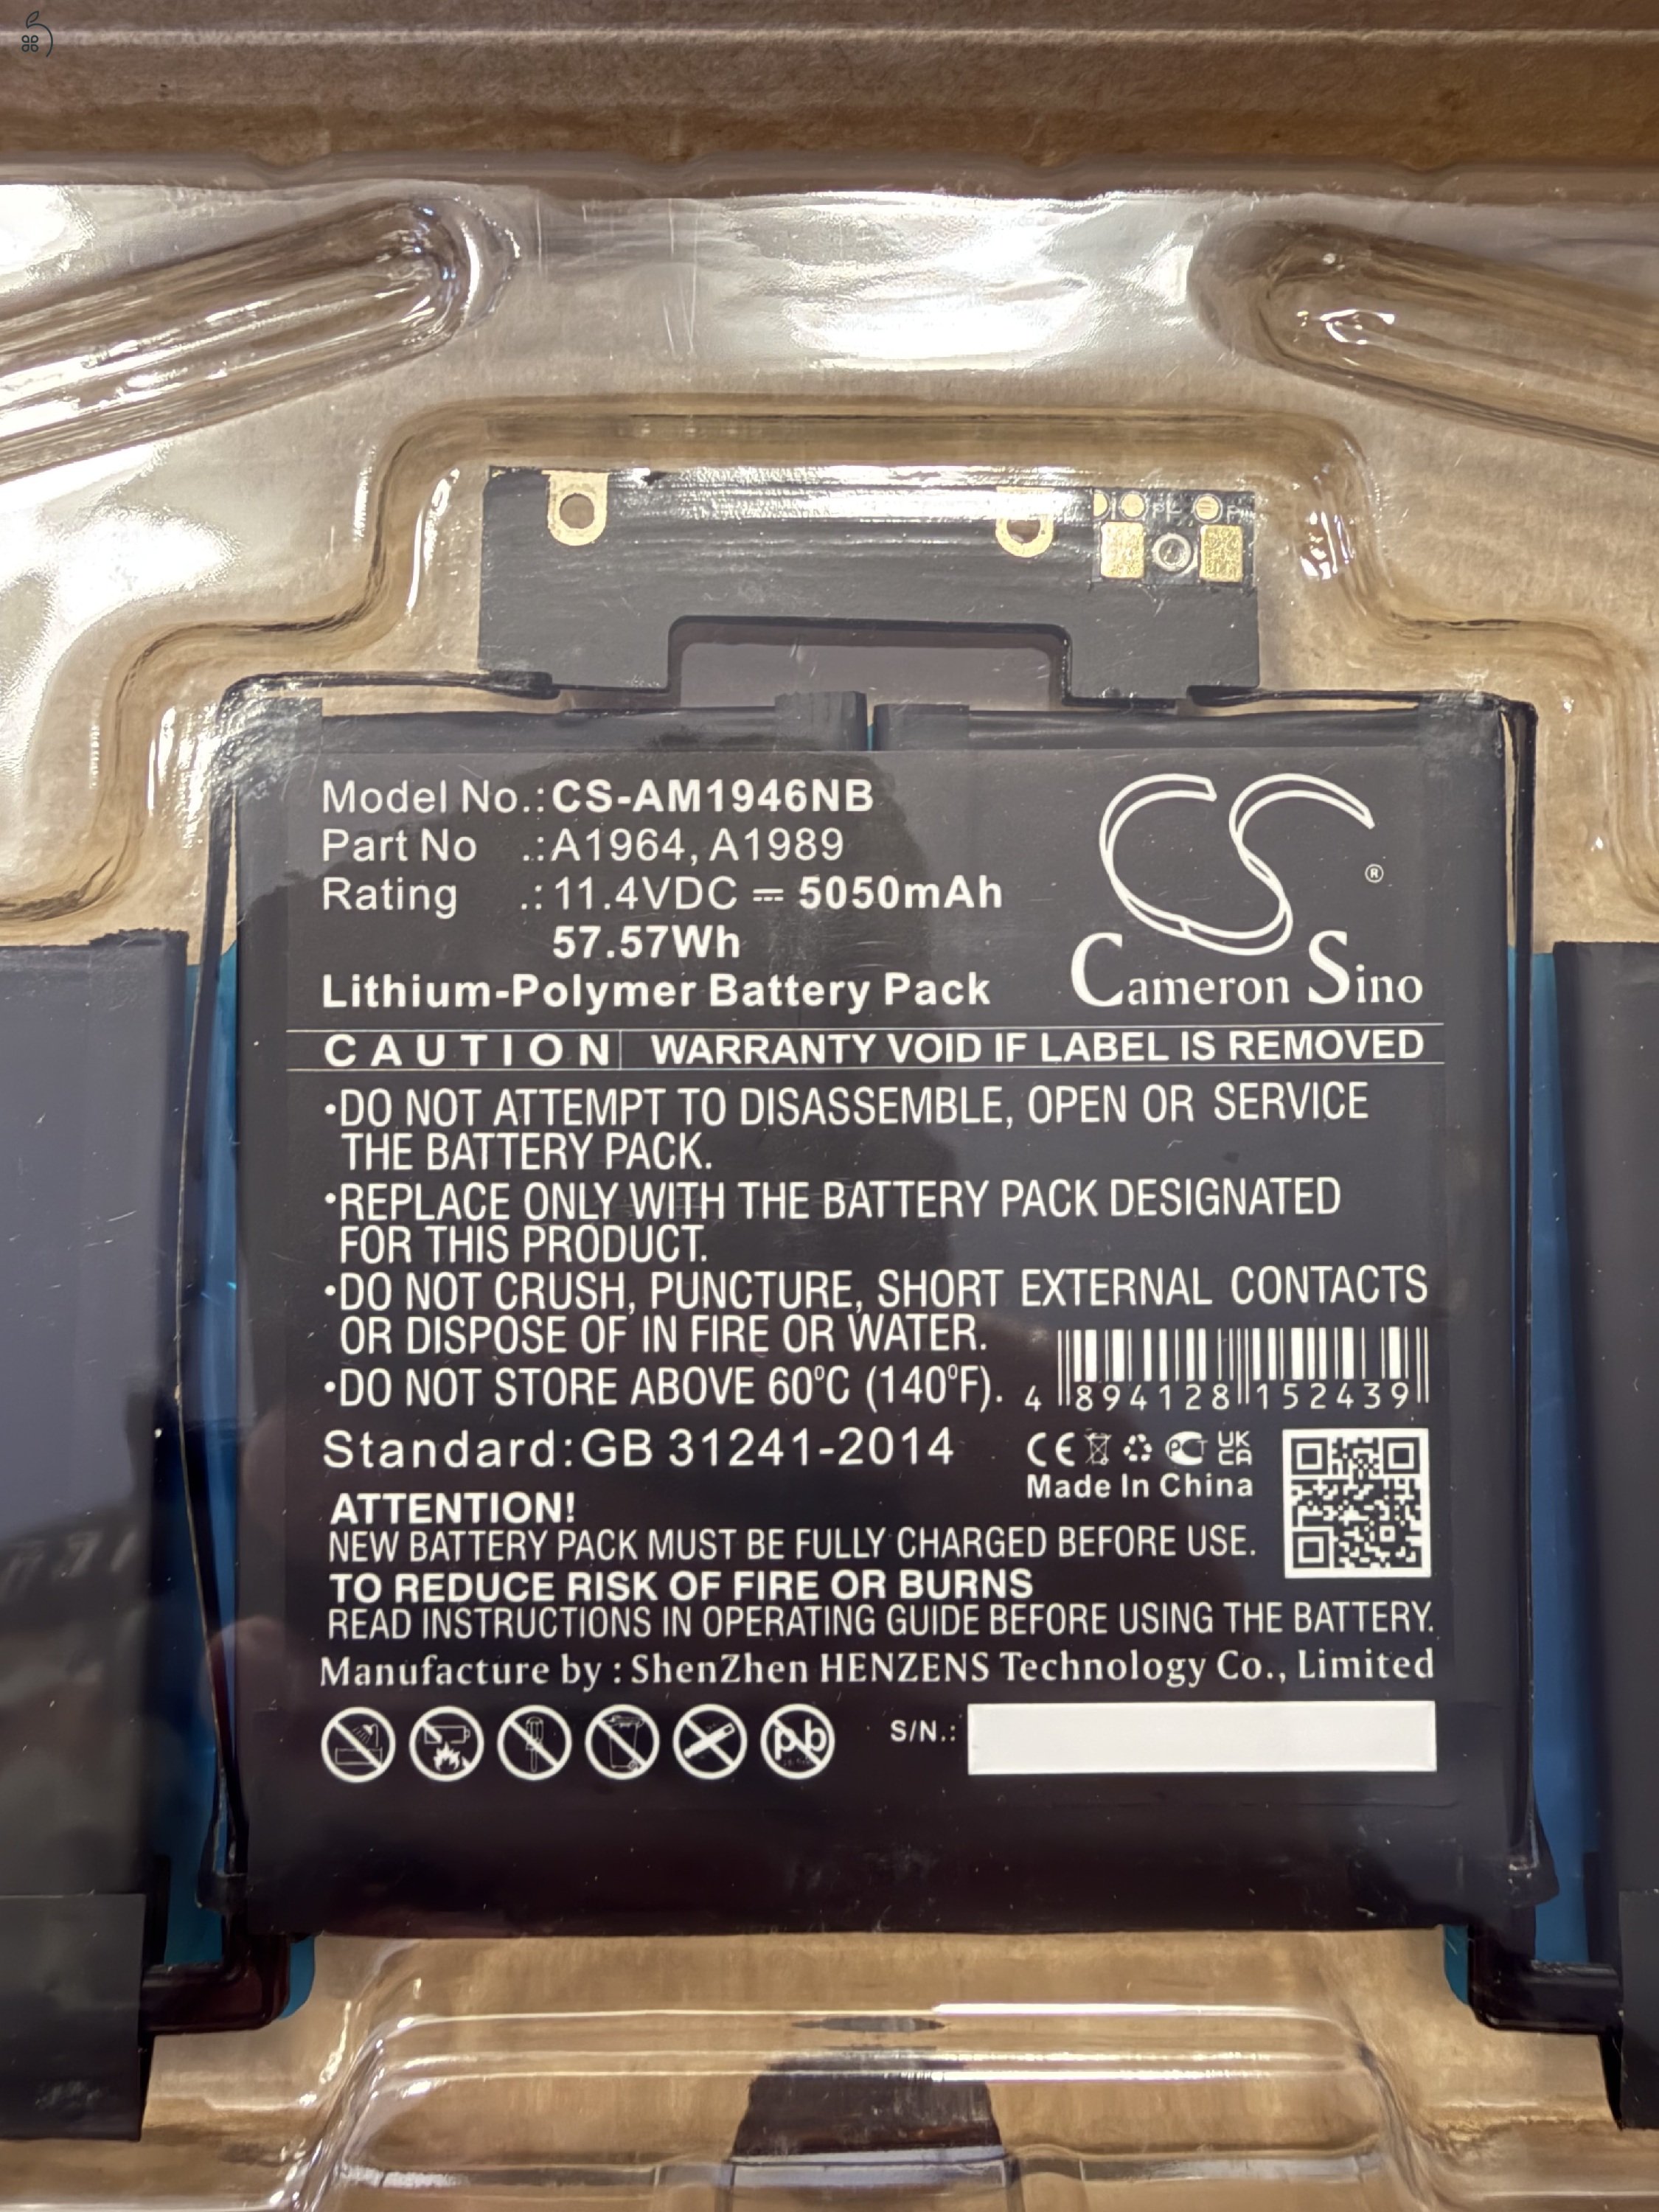 Model No.:CS-AM1946NB
Part No .:A1964, A1989
Rating .:11.4VDC ⎓ 5050mAh
57.57Wh
Lithium-Polymer Battery Pack
CS
®
Cameron Sino
CAUTION WARRANTY VOID IF LABEL IS REMOVED
•DO NOT ATTEMPT TO DISASSEMBLE, OPEN OR SERVICE
THE BATTERY PACK.
•REPLACE ONLY WITH THE BATTERY PACK DESIGNATED
FOR THIS PRODUCT.
•DO NOT CRUSH, PUNCTURE, SHORT EXTERNAL CONTACTS
OR DISPOSE OF IN FIRE OR WATER.
•DO NOT STORE ABOVE 60°C (140°F).
4 894128 152439
Standard:GB 31241-2014
CE PCT UK CA
Made In China
ATTENTION!
NEW BATTERY PACK MUST BE FULLY CHARGED BEFORE USE.
TO REDUCE RISK OF FIRE OR BURNS
READ INSTRUCTIONS IN OPERATING GUIDE BEFORE USING THE BATTERY.
Manufacture by : ShenZhen HENZENS Technology Co., Limited
pb
S/N.: